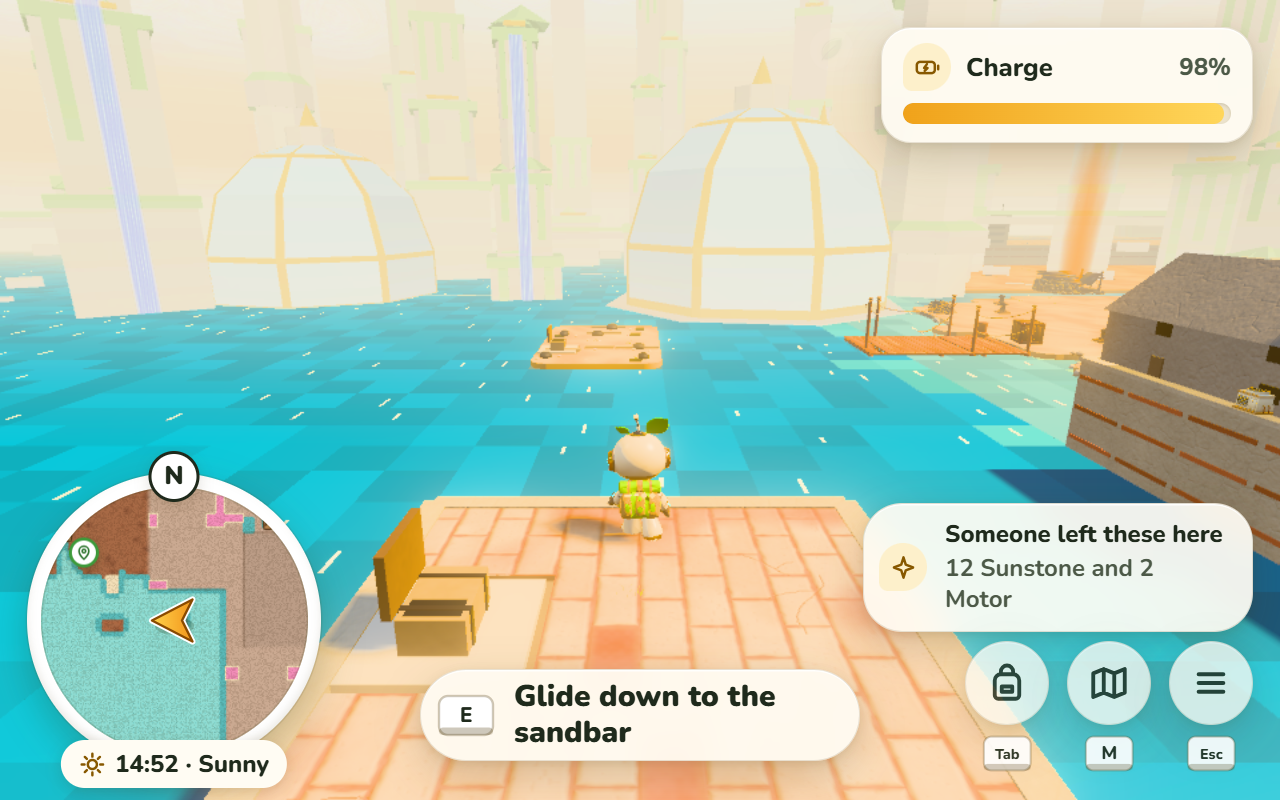 Charge 98%
N
Someone left these here
12 Sunstone and 2
Motor
E Glide down to the
sandbar
14:52 · Sunny
Tab M Esc